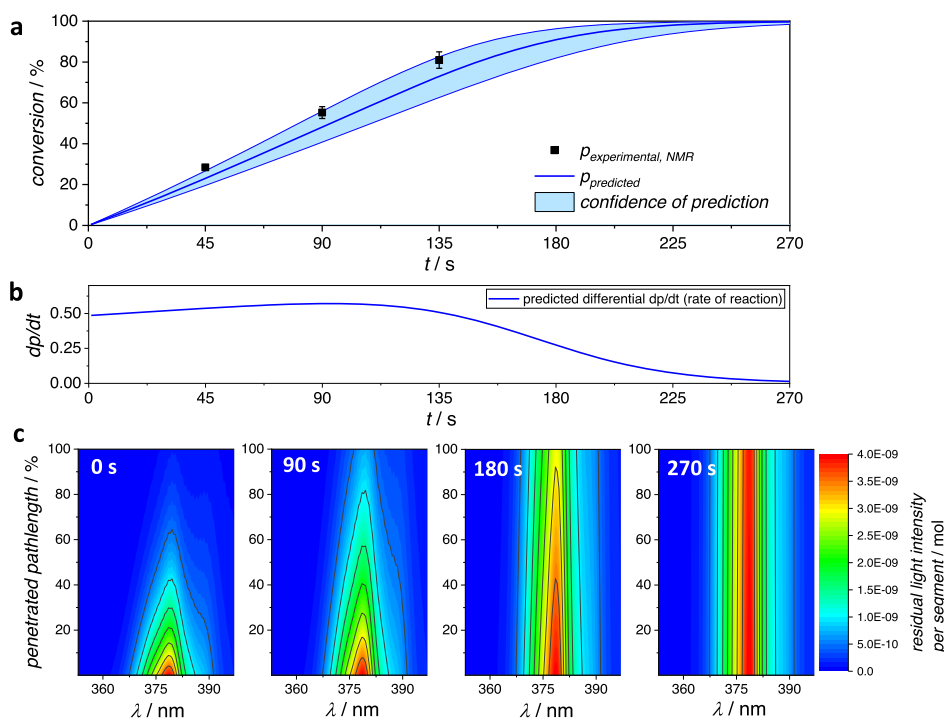 a
conversion / %
100
80
60
40
20
0
p experimental, NMR
p predicted
confidence of prediction
0 45 90 135 180 225 270
t / s
b
dp/dt
0.50
0.25
0.00
predicted differential dp/dt (rate of reaction)
0 45 90 135 180 225 270
t / s
c
penetrated pathlength / %
100 100 100 100
80 80 80 80
60 60 60 60
40 40 40 40
20 20 20 20
0 s 90 s 180 s 270 s
360 375 390 360 375 390 360 375 390 360 375 390
λ / nm λ / nm λ / nm λ / nm
4.0E-09
3.5E-09
3.0E-09
2.5E-09
2.0E-09
1.5E-09
1.0E-09
5.0E-10
0.0
residual light intensity
per segment / mol